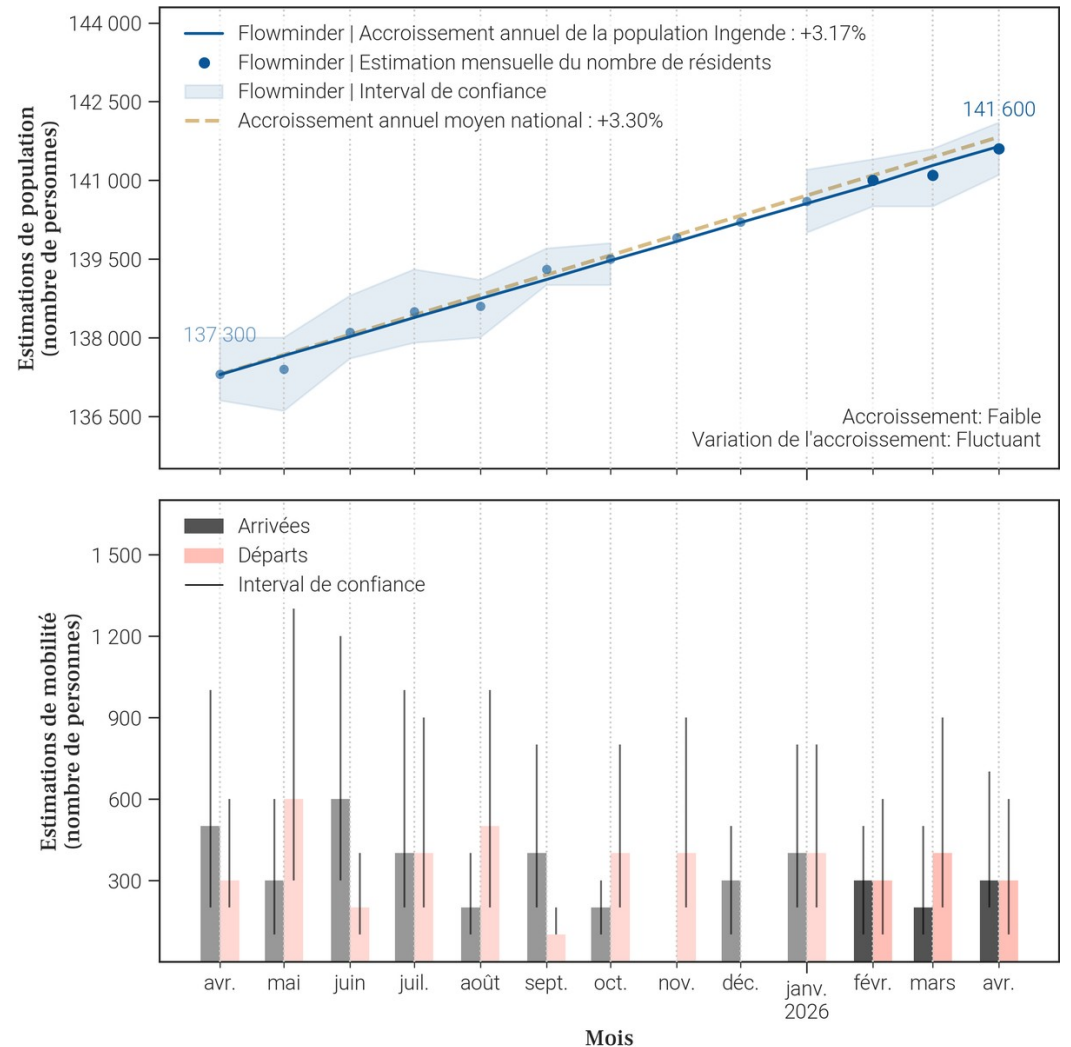 144 000
142 500
141 000
139 500
138 000
136 500
Estimations de population
(nombre de personnes)
Flowminder | Accroissement annuel de la population Ingende : +3.17%
Flowminder | Estimation mensuelle du nombre de résidents
Flowminder | Interval de confiance
Accroissement annuel moyen national : +3.30%
137 300
141 600
Accroissement: Faible
Variation de l'accroissement: Fluctuant
1 500
1 200
900
600
300
Estimations de mobilité
(nombre de personnes)
Arrivées
Départs
Interval de confiance
avr. mai juin juil. août sept. oct. nov. déc. janv. févr. mars avr.
2026
Mois